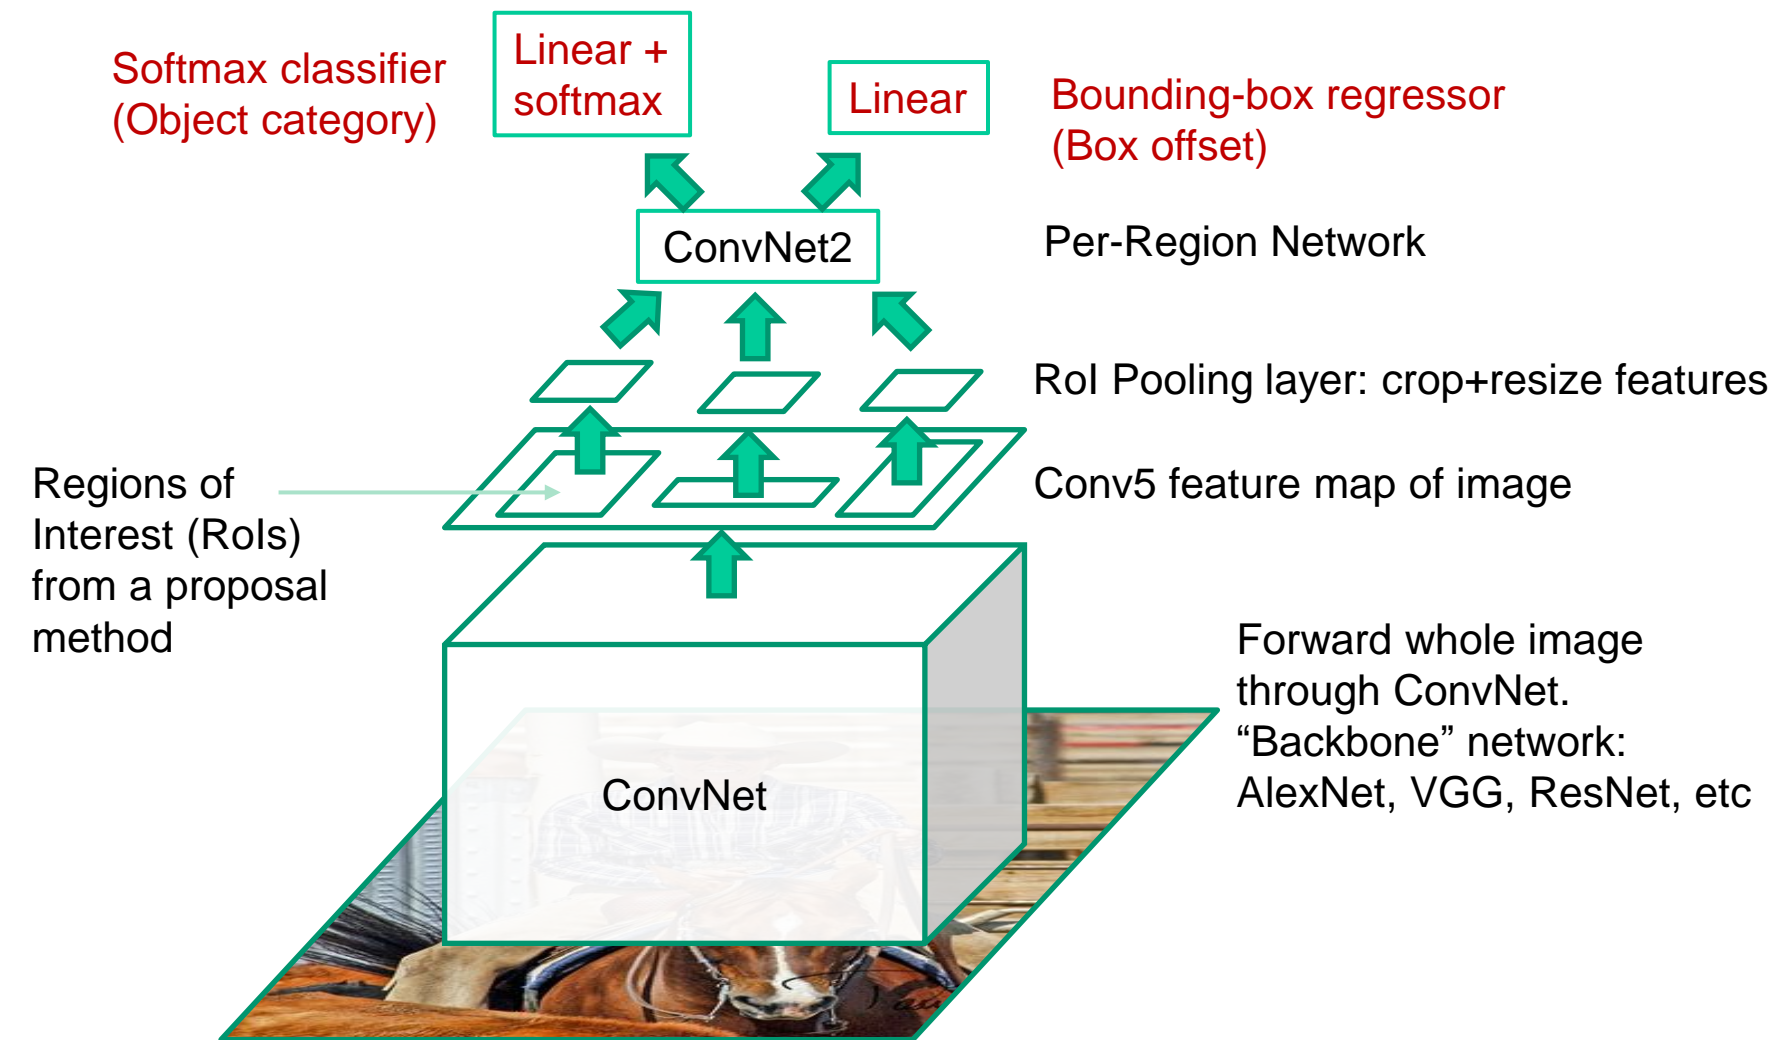 Softmax classifier
(Object category)
Linear +
softmax
Linear
Bounding-box regressor
(Box offset)
ConvNet2
Per-Region Network
RoI Pooling layer: crop+resize features
Regions of
Interest (RoIs)
from a proposal
method
Conv5 feature map of image
ConvNet
Forward whole image
through ConvNet.
“Backbone” network:
AlexNet, VGG, ResNet, etc